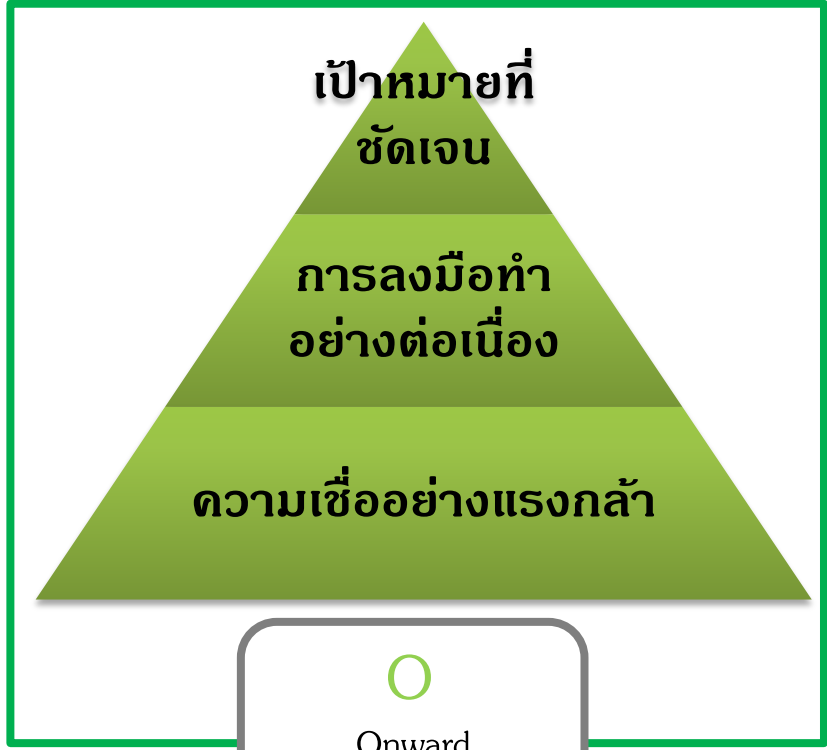 เป้าหมายที่
ชัดเจน
การลงมือทำ
อย่างต่อเนื่อง
ความเชื่ออย่างแรงกล้า
O
Onward